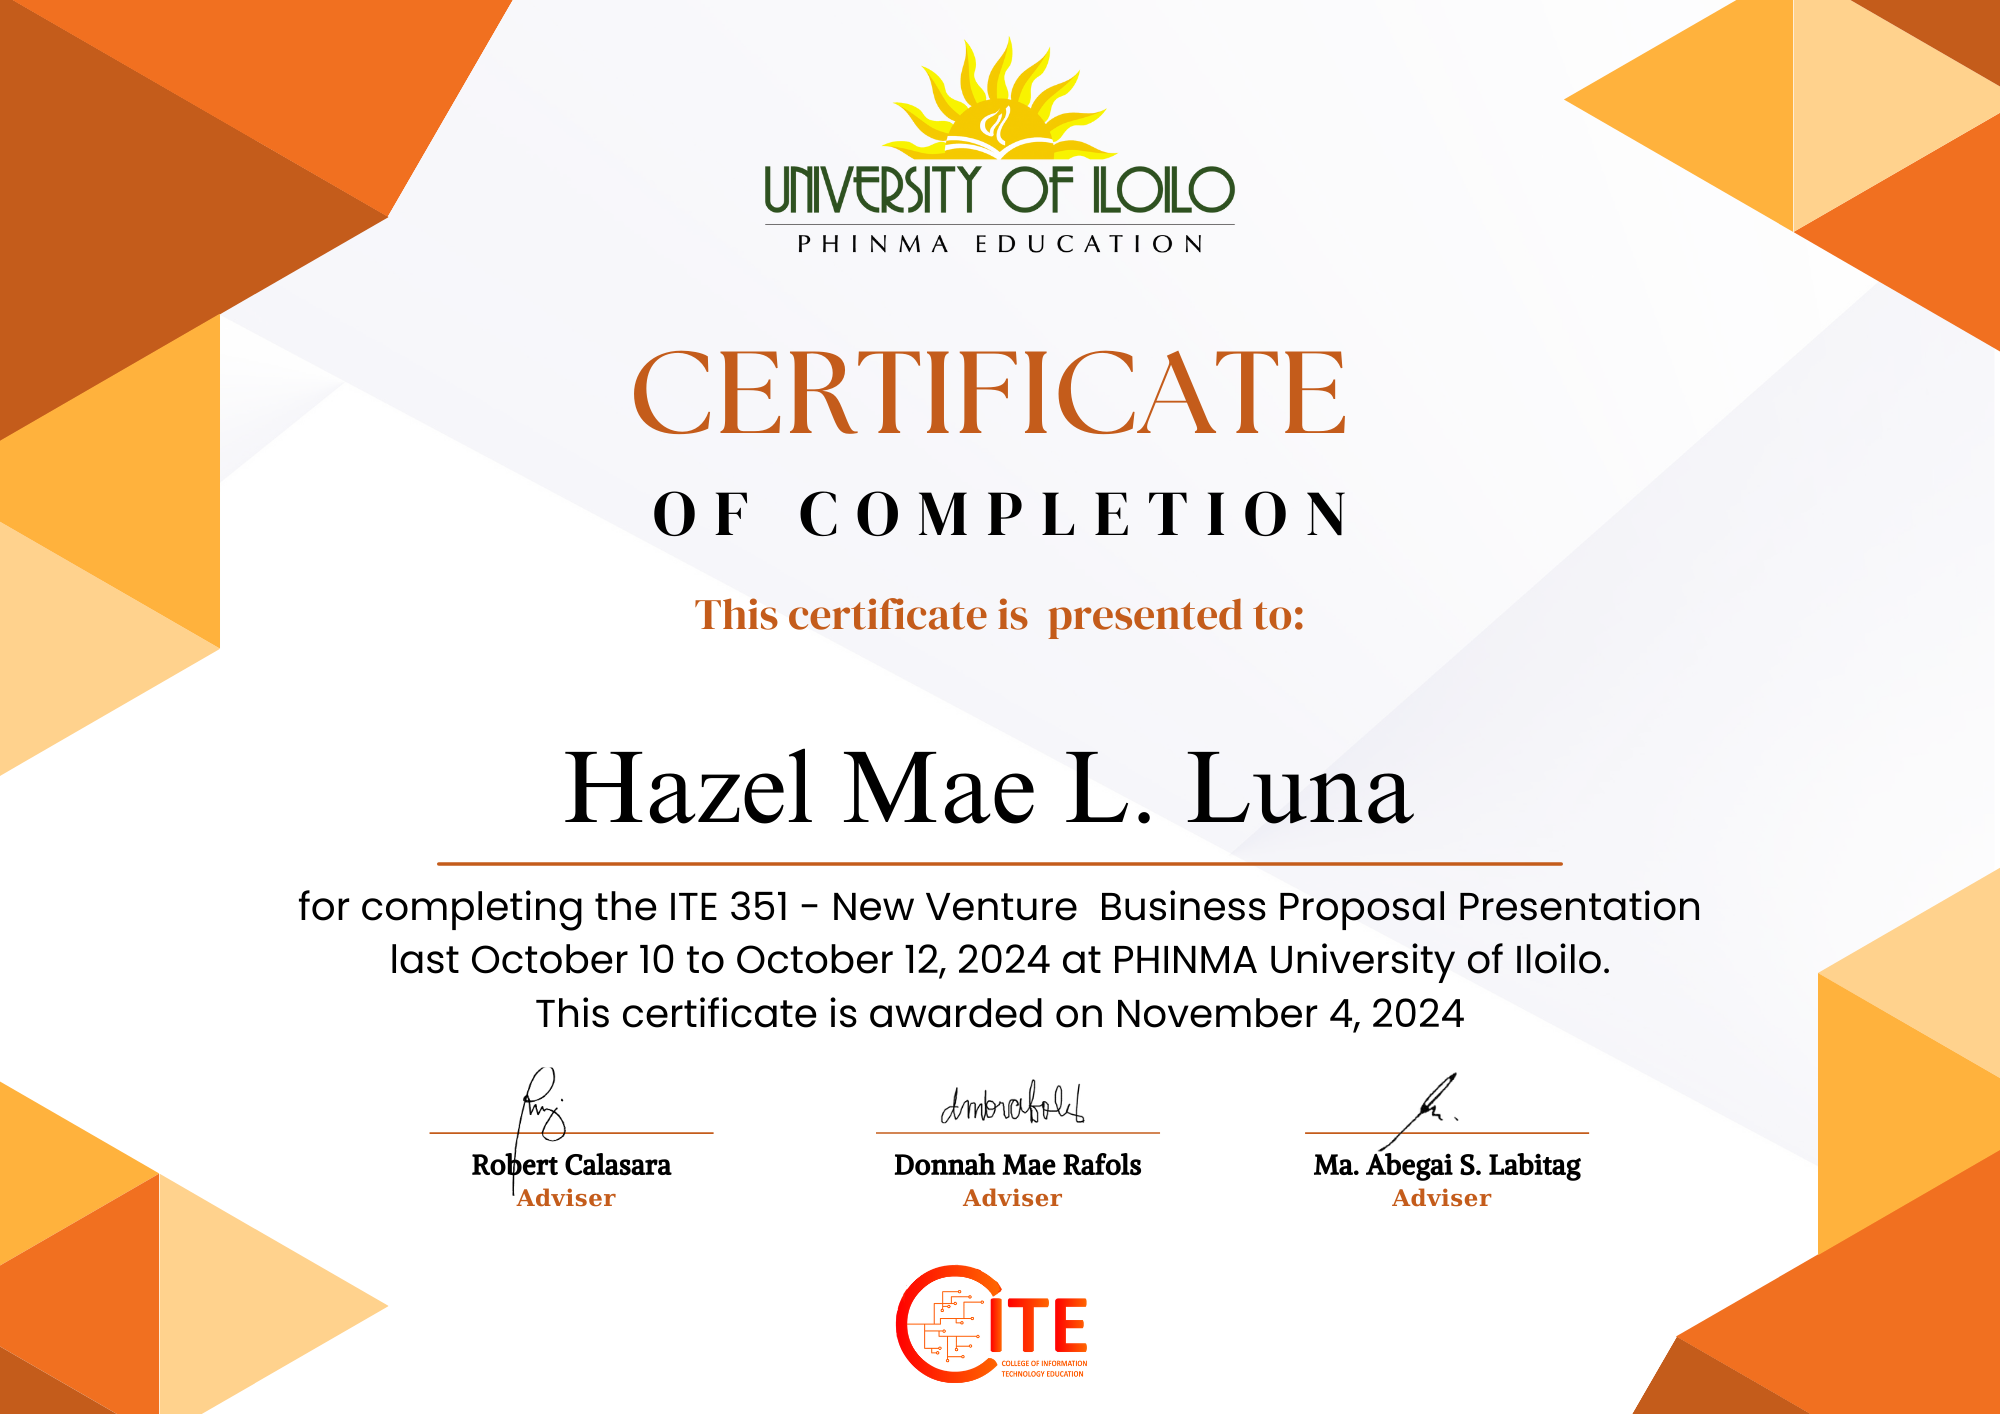 UNIVERSITY OF ILOILO
PHINMA EDUCATION
CERTIFICATE
OF COMPLETION
This certificate is presented to:
Hazel Mae L. Luna
for completing the ITE 351 - New Venture Business Proposal Presentation
last October 10 to October 12, 2024 at PHINMA University of Iloilo.
This certificate is awarded on November 4, 2024
Robert Calasara
Adviser
Donnah Mae Rafols
Adviser
Ma. Abegai S. Labitag
Adviser
CITE
COLLEGE OF INFORMATION
TECHNOLOGY EDUCATION